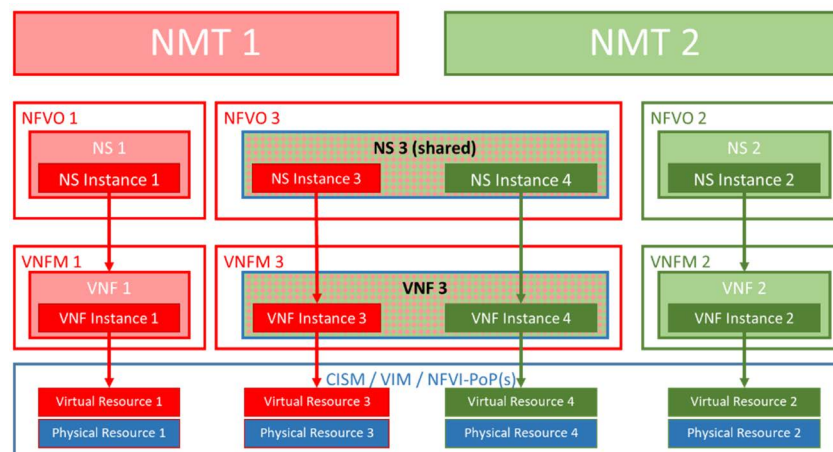 NMT 1
NMT 2
NFVO 1
NFVO 3
NFVO 2
NS 1
NS 3 (shared)
NS 2
NS Instance 1
NS Instance 3
NS Instance 4
NS Instance 2
VNFM 1
VNFM 3
VNFM 2
VNF 1
VNF 3
VNF 2
VNF Instance 1
VNF Instance 3
VNF Instance 4
VNF Instance 2
CISM / VIM / NFVI-PoP(s)
Virtual Resource 1
Virtual Resource 3
Virtual Resource 4
Virtual Resource 2
Physical Resource 1
Physical Resource 3
Physical Resource 4
Physical Resource 2